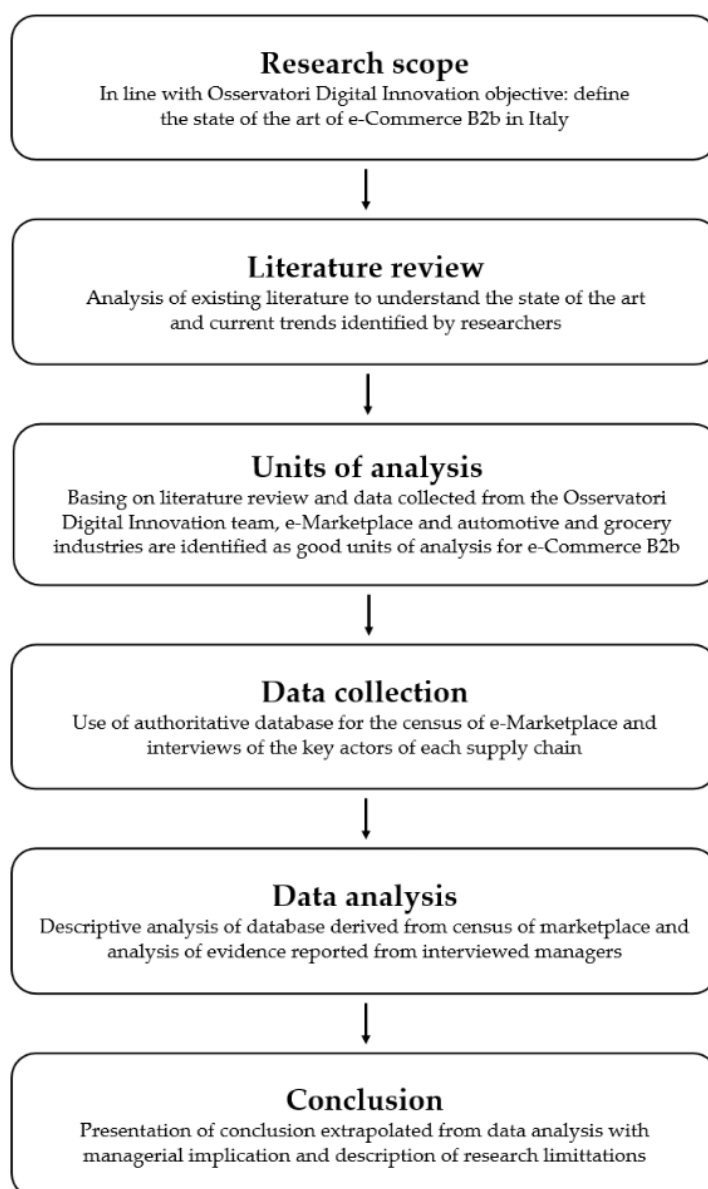 Research scope
In line with Osservatori Digital Innovation objective: define
the state of the art of e-Commerce B2b in Italy
Literature review
Analysis of existing literature to understand the state of the art
and current trends identified by researchers
Units of analysis
Basing on literature review and data collected from the Osservatori
Digital Innovation team, e-Marketplace and automotive and grocery
industries are identified as good units of analysis for e-Commerce B2b
Data collection
Use of authoritative database for the census of e-Marketplace and
interviews of the key actors of each supply chain
Data analysis
Descriptive analysis of database derived from census of marketplace and
analysis of evidence reported from interviewed managers
Conclusion
Presentation of conclusion extrapolated from data analysis with
managerial implication and description of research limittations